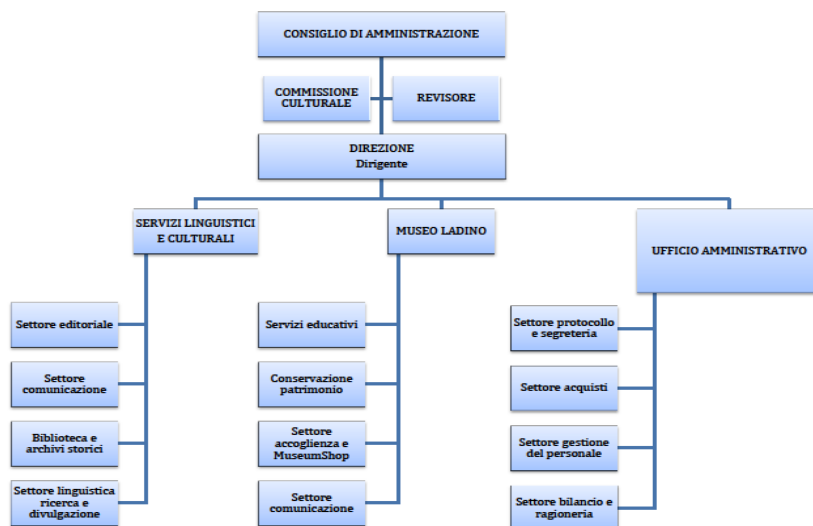 CONSIGLIO DI AMMINISTRAZIONE
COMMISSIONE
CULTURALE
REVISORE
DIREZIONE
Dirigente
SERVIZI LINGUISTICI
E CULTURALI
MUSEO LADINO
UFFICIO AMMINISTRATIVO
Settore editoriale
Settore
comunicazione
Biblioteca e
archivi storici
Settore linguistica
ricerca e
divulgazione
Servizi educativi
Conservazione
patrimonio
Settore
accoglienza e
MuseumShop
Settore
comunicazione
Settore protocollo
e segreteria
Settore acquisti
Settore gestione
del personale
Settore bilancio e
ragioneria